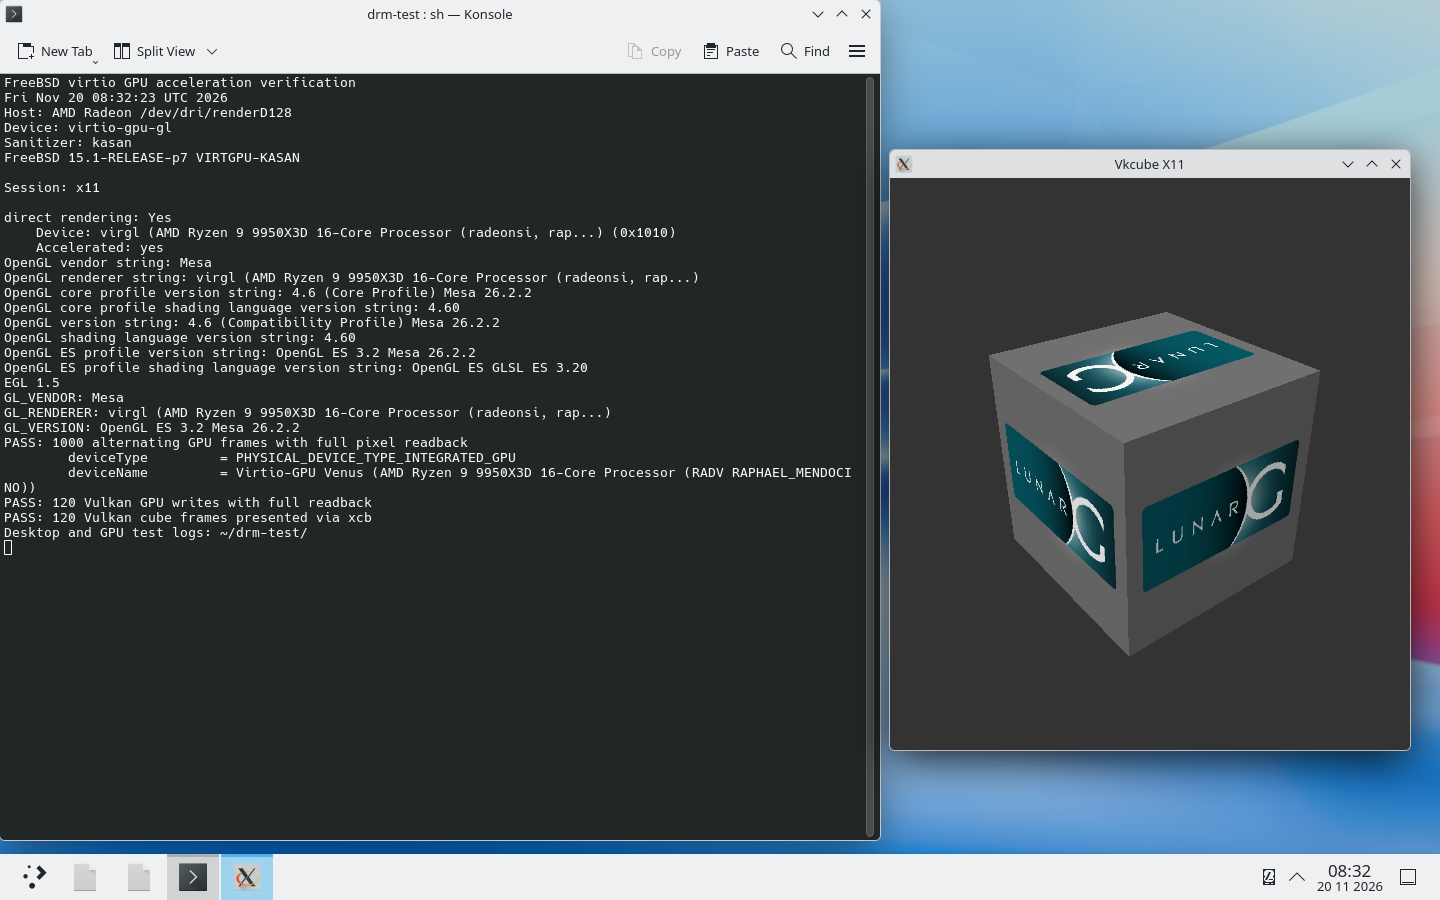 drm-test : sh — Konsole
New Tab
Split View
Copy
Paste
Find
FreeBSD virtio GPU acceleration verification
Fri Nov 20 08:32:23 UTC 2026
Host: AMD Radeon /dev/dri/renderD128
Device: virtio-gpu-gl
Sanitizer: kasan
FreeBSD 15.1-RELEASE-p7 VIRTGPU-KASAN
Session: x11
direct rendering: Yes
    Device: virgl (AMD Ryzen 9 9950X3D 16-Core Processor (radeonsi, rap...) (0x1010)
    Accelerated: yes
OpenGL vendor string: Mesa
OpenGL renderer string: virgl (AMD Ryzen 9 9950X3D 16-Core Processor (radeonsi, rap...)
OpenGL core profile version string: 4.6 (Core Profile) Mesa 26.2.2
OpenGL core profile shading language version string: 4.60
OpenGL version string: 4.6 (Compatibility Profile) Mesa 26.2.2
OpenGL shading language version string: 4.60
OpenGL ES profile version string: OpenGL ES 3.2 Mesa 26.2.2
OpenGL ES profile shading language version string: OpenGL ES GLSL ES 3.20
EGL 1.5
GL_VENDOR: Mesa
GL_RENDERER: virgl (AMD Ryzen 9 9950X3D 16-Core Processor (radeonsi, rap...)
GL_VERSION: OpenGL ES 3.2 Mesa 26.2.2
PASS: 1000 alternating GPU frames with full pixel readback
        deviceType         = PHYSICAL_DEVICE_TYPE_INTEGRATED_GPU
        deviceName         = Virtio-GPU Venus (AMD Ryzen 9 9950X3D 16-Core Processor (RADV RAPHAEL_MENDOCI
NO))
PASS: 120 Vulkan GPU writes with full readback
PASS: 120 Vulkan cube frames presented via xcb
Desktop and GPU test logs: ~/drm-test/
Vkcube X11
LUNARG
LUNARG
LUNARG
08:32
20 11 2026